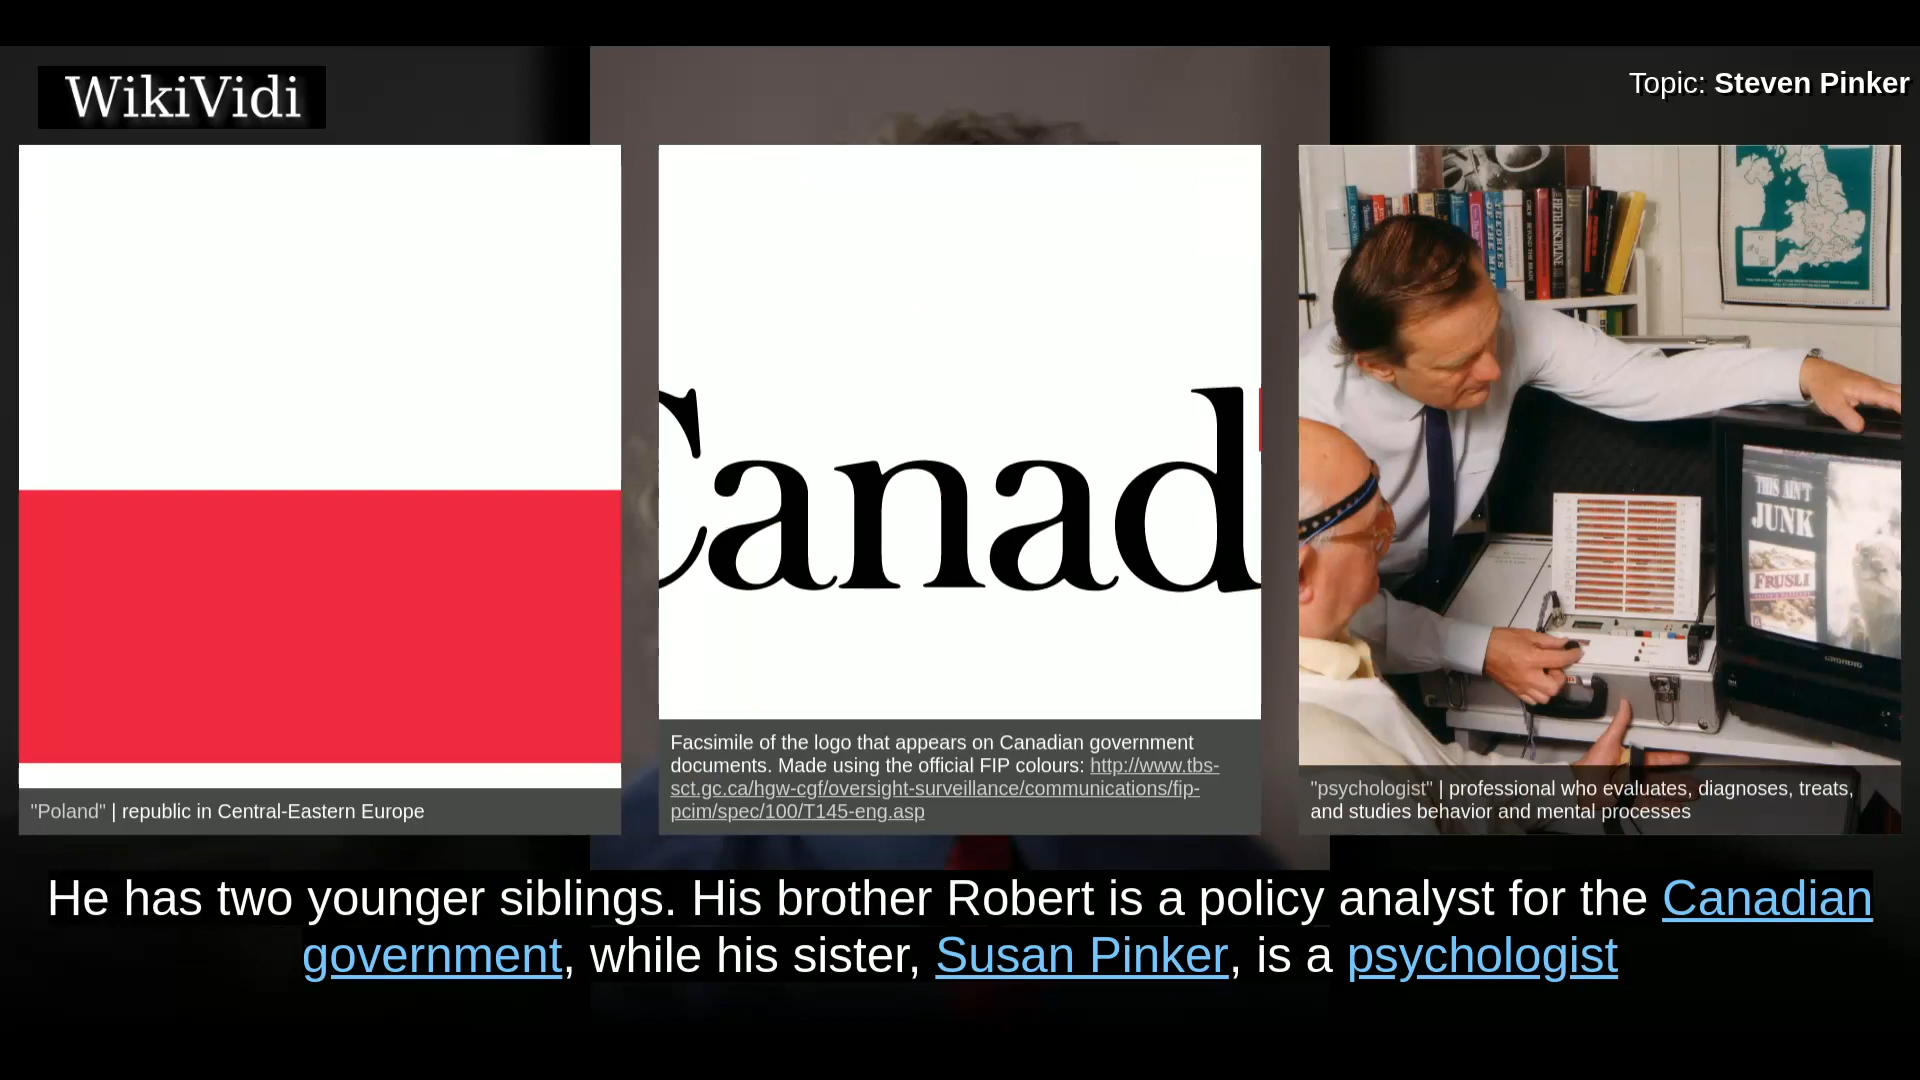 WikiVidi
Topic: Steven Pinker
Canad
THIS AIN'T
JUNK
FRUSLI
GRUNDIG
FIFTH DISCIPLINE
"Poland" | republic in Central-Eastern Europe
Facsimile of the logo that appears on Canadian government
documents. Made using the official FIP colours: http://www.tbs-
sct.gc.ca/hgw-cgf/oversight-surveillance/communications/fip-
pcim/spec/100/T145-eng.asp
"psychologist" | professional who evaluates, diagnoses, treats,
and studies behavior and mental processes
He has two younger siblings. His brother Robert is a policy analyst for the Canadian
government, while his sister, Susan Pinker, is a psychologist